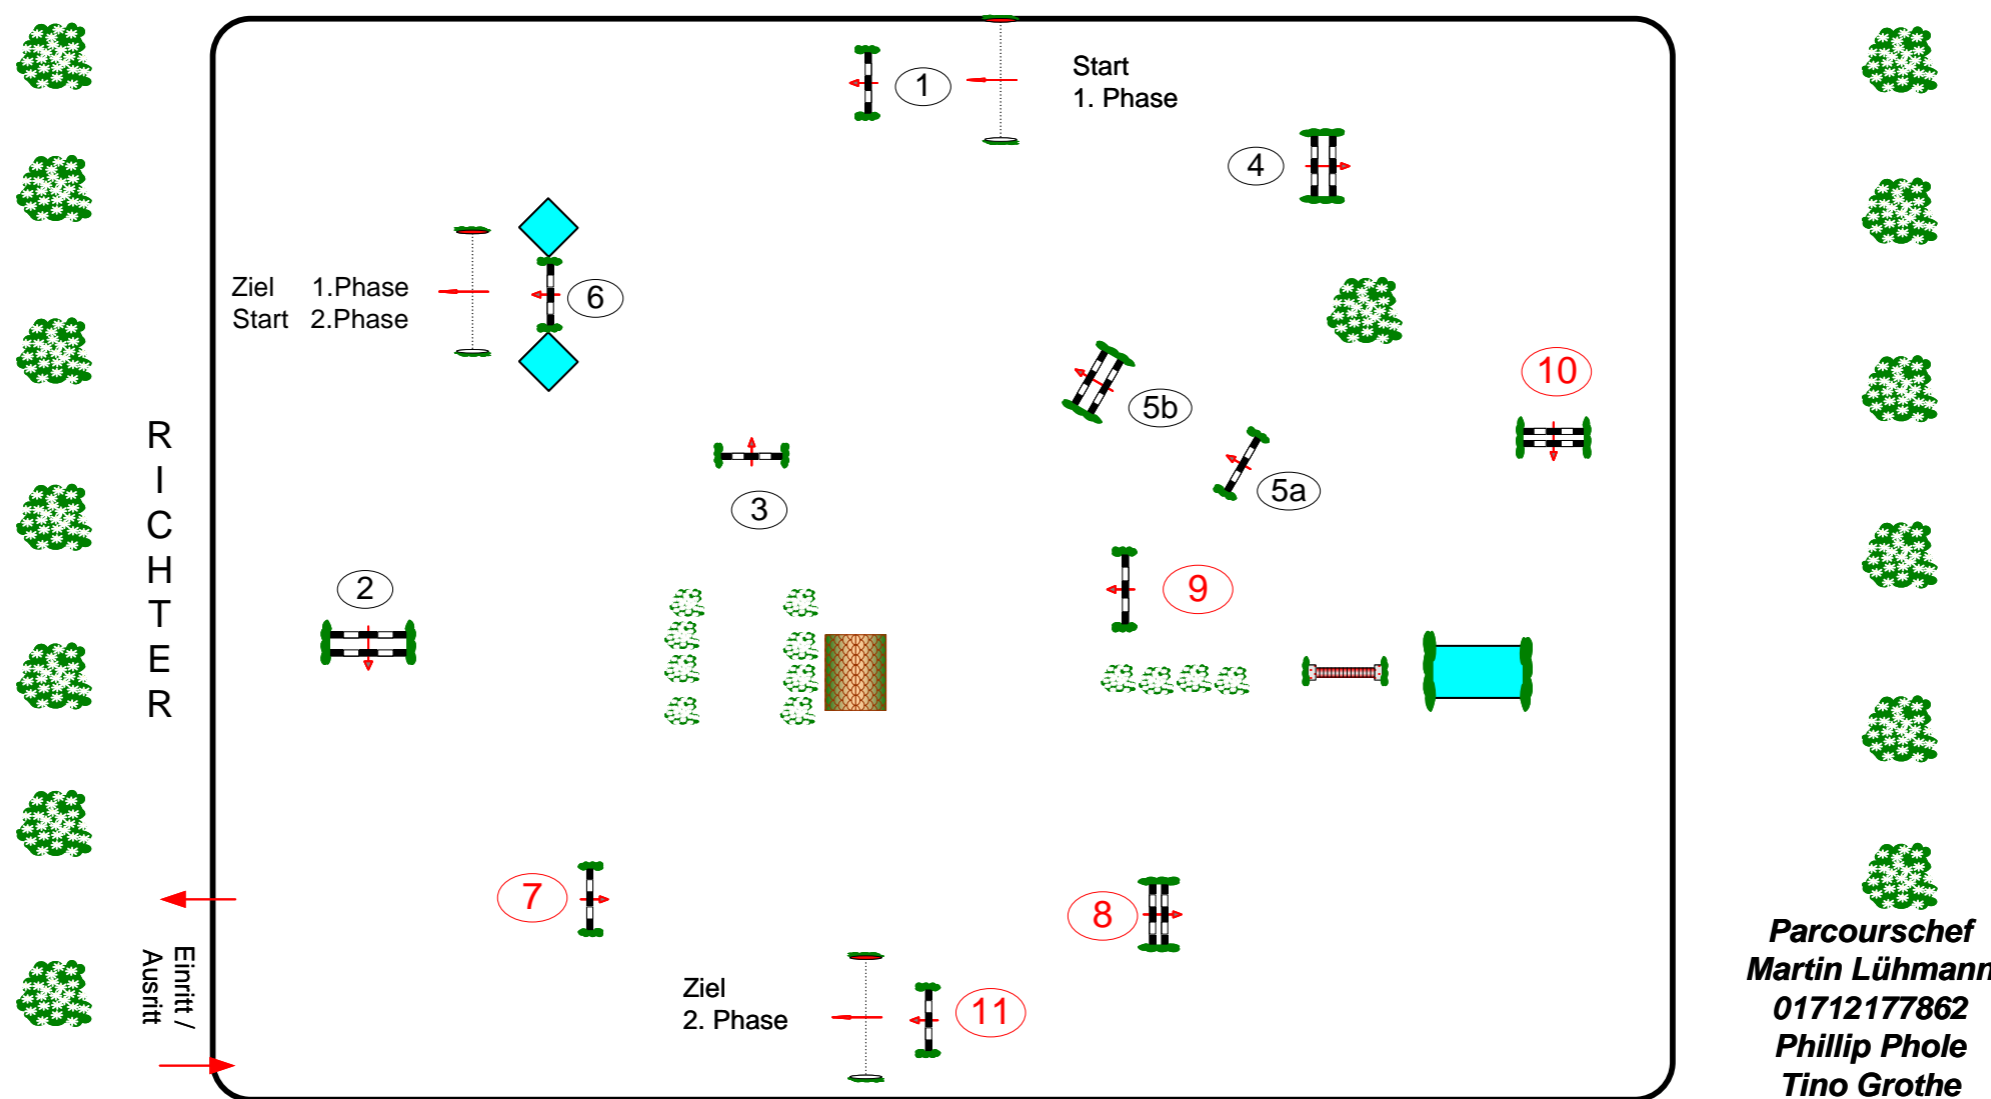 Start
1. Phase
1
4
Ziel 1.Phase
Start 2.Phase
6
10
5b
5a
3
RICHTER
2
9
7
8
Einritt /
Ausritt
Ziel
2. Phase
11
Parcourschef
Martin Lühmann
01712177862
Phillip Phole
Tino Grothe